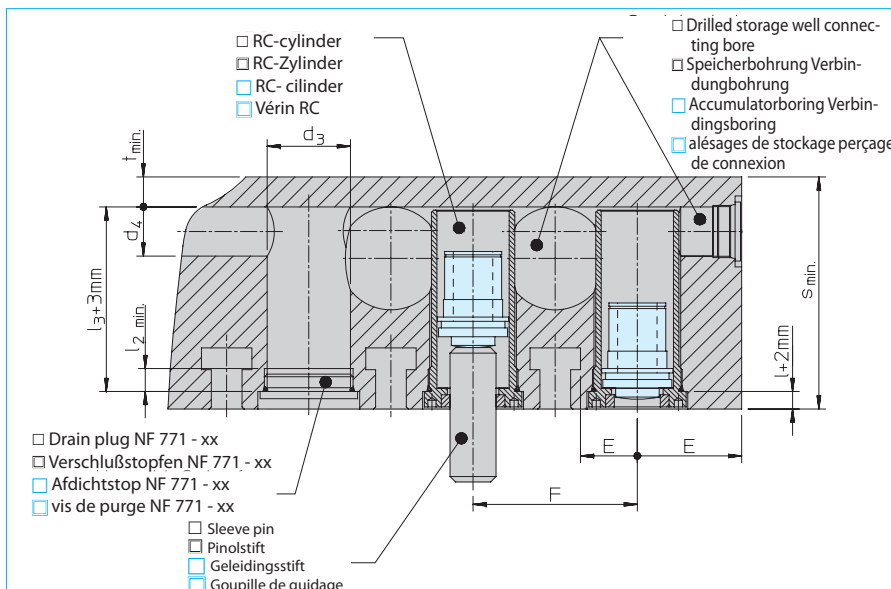 □ RC-cylinder
□ RC-Zylinder
□ RC- cilinder
□ Vérin RC
□ Drilled storage well connec-
ting bore
□ Speicherbohrung Verbin-
dungbohrung
□ Accumulatorboring Verbin-
dingsboring
□ alésages de stockage perçage
de connexion
d3
tmin.
d4
l3+3mm
l2 min.
smin.
l+2mm
E
E
F
□ Drain plug NF 771 - xx
□ Verschlußstopfen NF 771 - xx
□ Afdichtstop NF 771 - xx
□ vis de purge NF 771 - xx
□ Sleeve pin
□ Pinolstift
□ Geleidingsstift
□ Goupille de guidage